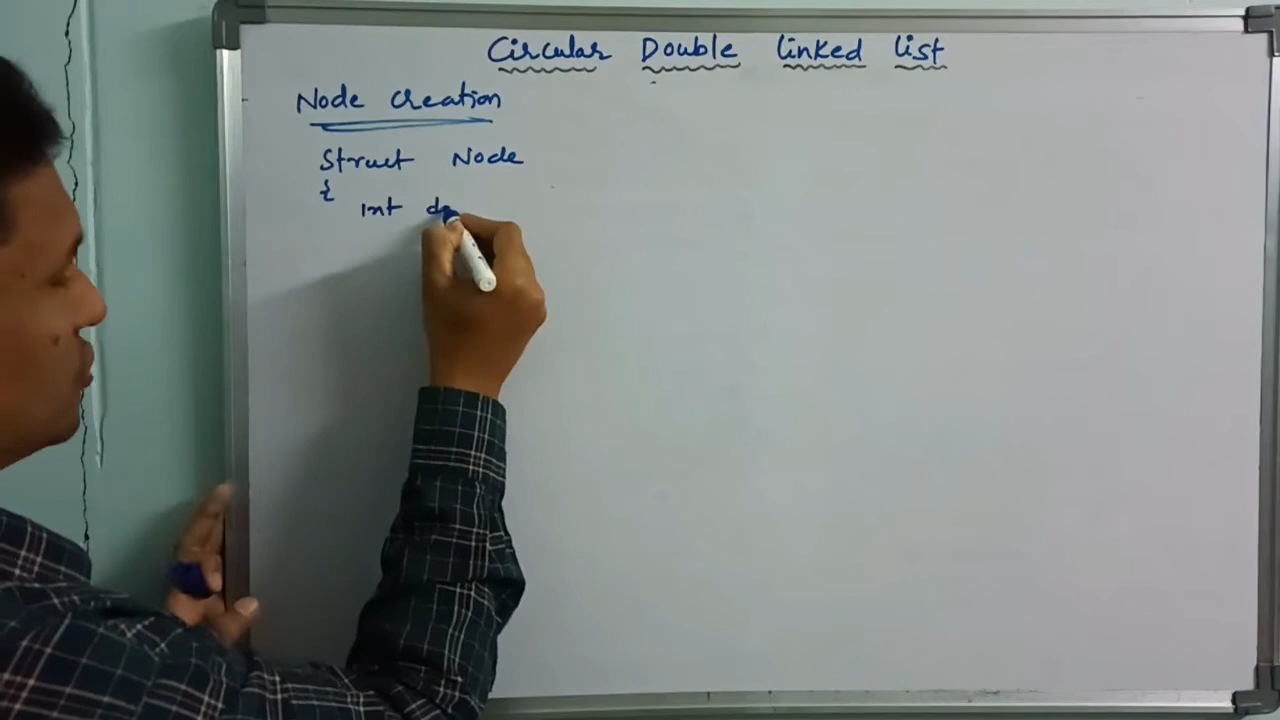 Circular Double linked list
Node Creation
Struct Node
{
Int da